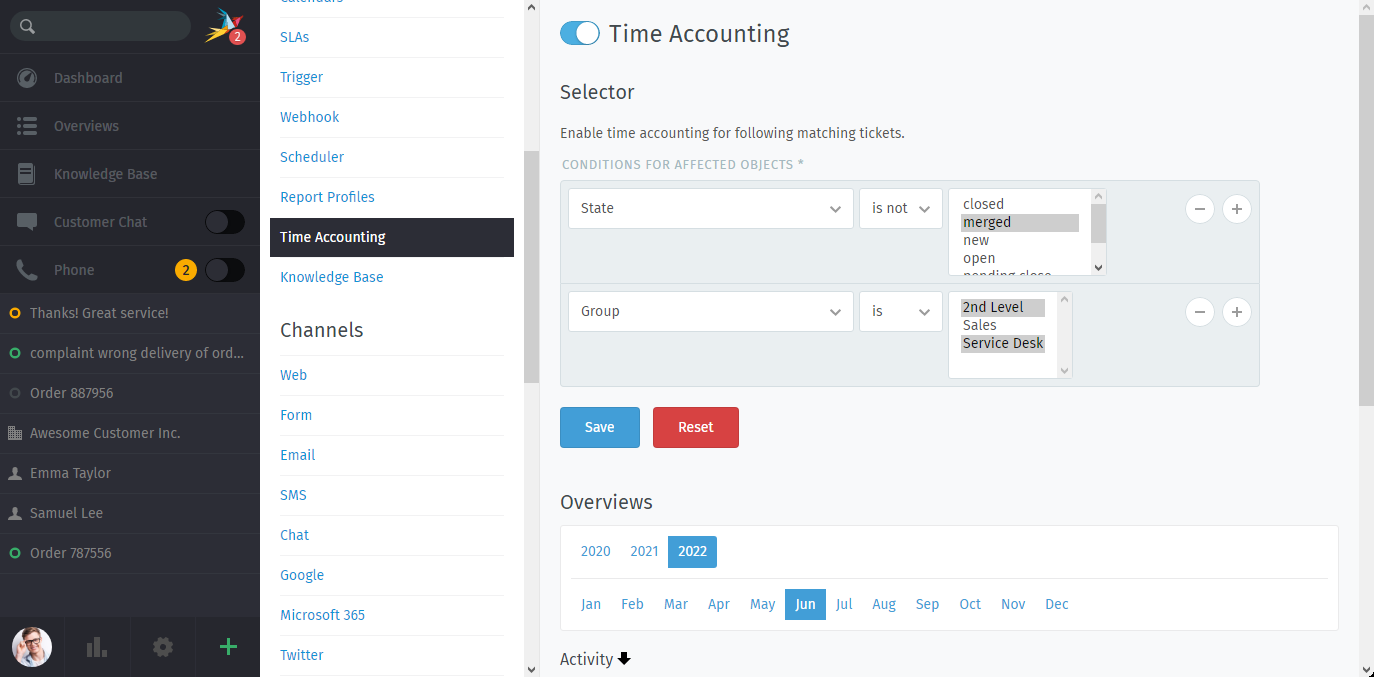 2
Dashboard
Overviews
Knowledge Base
Customer Chat
Phone 2
Thanks! Great service!
complaint wrong delivery of ord...
Order 887956
Awesome Customer Inc.
Emma Taylor
Samuel Lee
Order 787556
Calendars
SLAs
Trigger
Webhook
Scheduler
Report Profiles
Time Accounting
Knowledge Base
Channels
Web
Form
Email
SMS
Chat
Google
Microsoft 365
Twitter
Time Accounting
Selector
Enable time accounting for following matching tickets.
CONDITIONS FOR AFFECTED OBJECTS *
State is not
closed
merged
new
open
pending close
Group is
2nd Level
Sales
Service Desk
Save Reset
Overviews
2020 2021 2022
Jan Feb Mar Apr May Jun Jul Aug Sep Oct Nov Dec
Activity